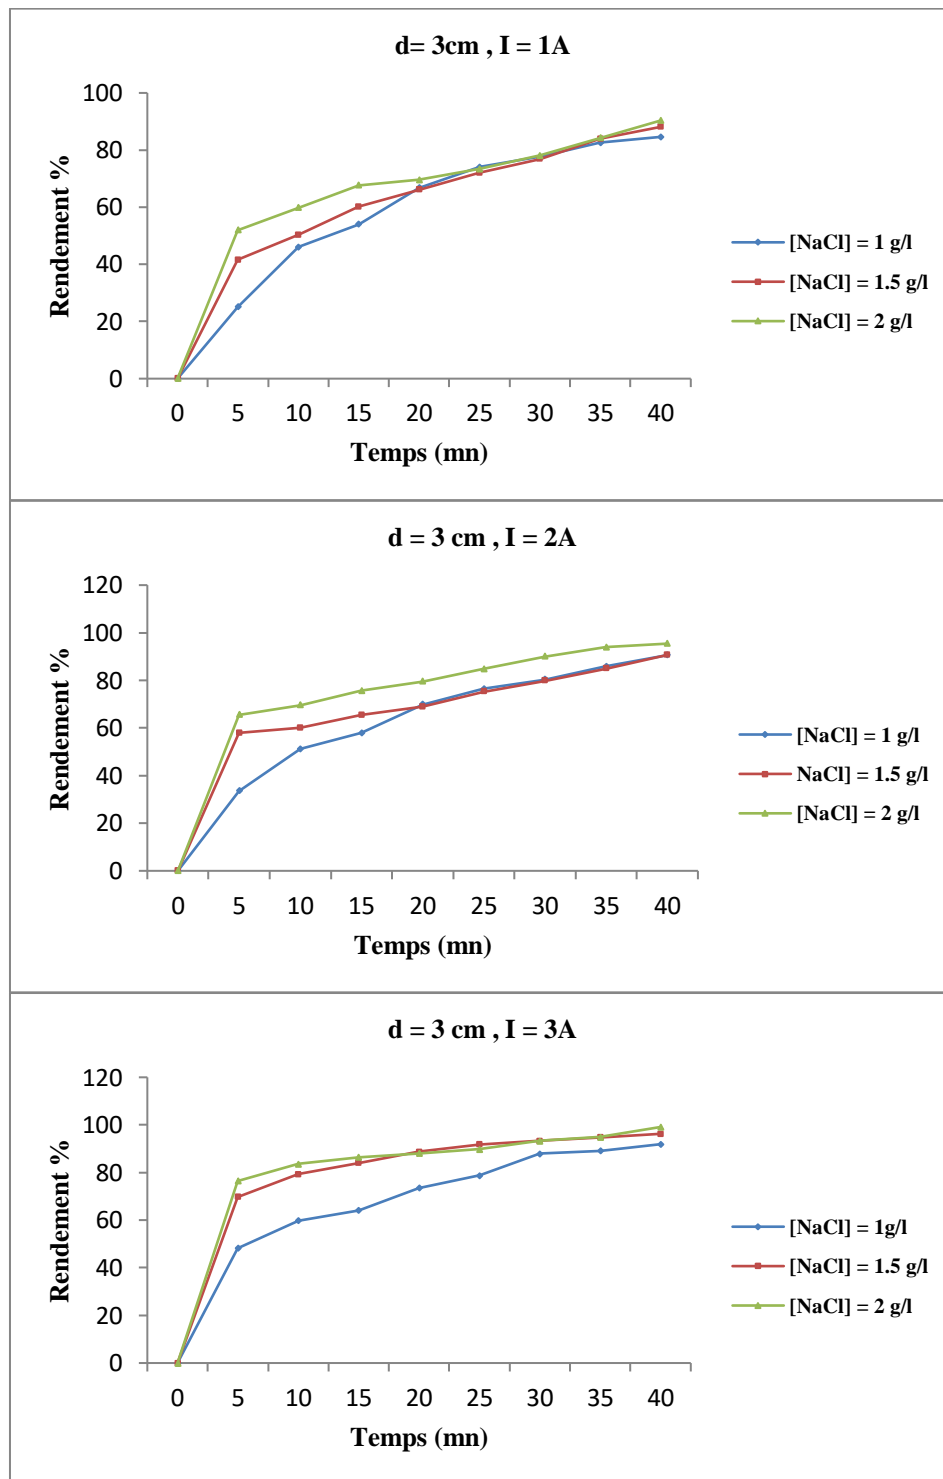 d= 3cm , I = 1A
100
80
60
40
20
0
Rendement %
0 5 10 15 20 25 30 35 40
Temps (mn)
[NaCl] = 1 g/l
[NaCl] = 1.5 g/l
[NaCl] = 2 g/l
d = 3 cm , I = 2A
120
100
80
60
40
20
0
Rendement %
0 5 10 15 20 25 30 35 40
Temps (mn)
[NaCl] = 1 g/l
NaCl] = 1.5 g/l
[NaCl] = 2 g/l
d = 3 cm , I = 3A
120
100
80
60
40
20
0
Rendement %
0 5 10 15 20 25 30 35 40
Temps (mn)
[NaCl] = 1g/l
[NaCl] = 1.5 g/l
[NaCl] = 2 g/l